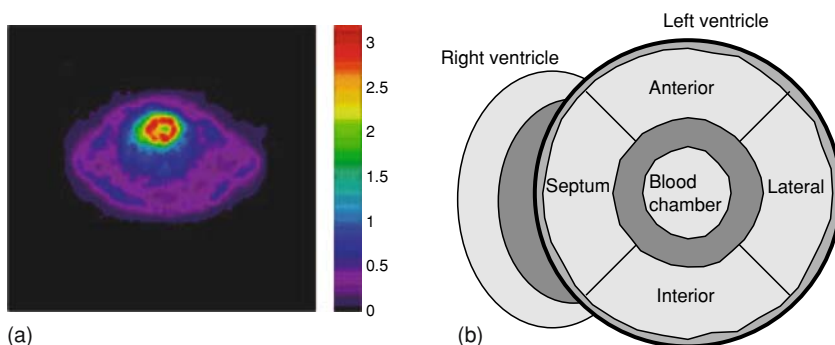 3
2.5
2
1.5
1
0.5
0
(a)
Left ventricle
Right ventricle
Anterior
Septum
Blood
chamber
Lateral
Interior
(b)